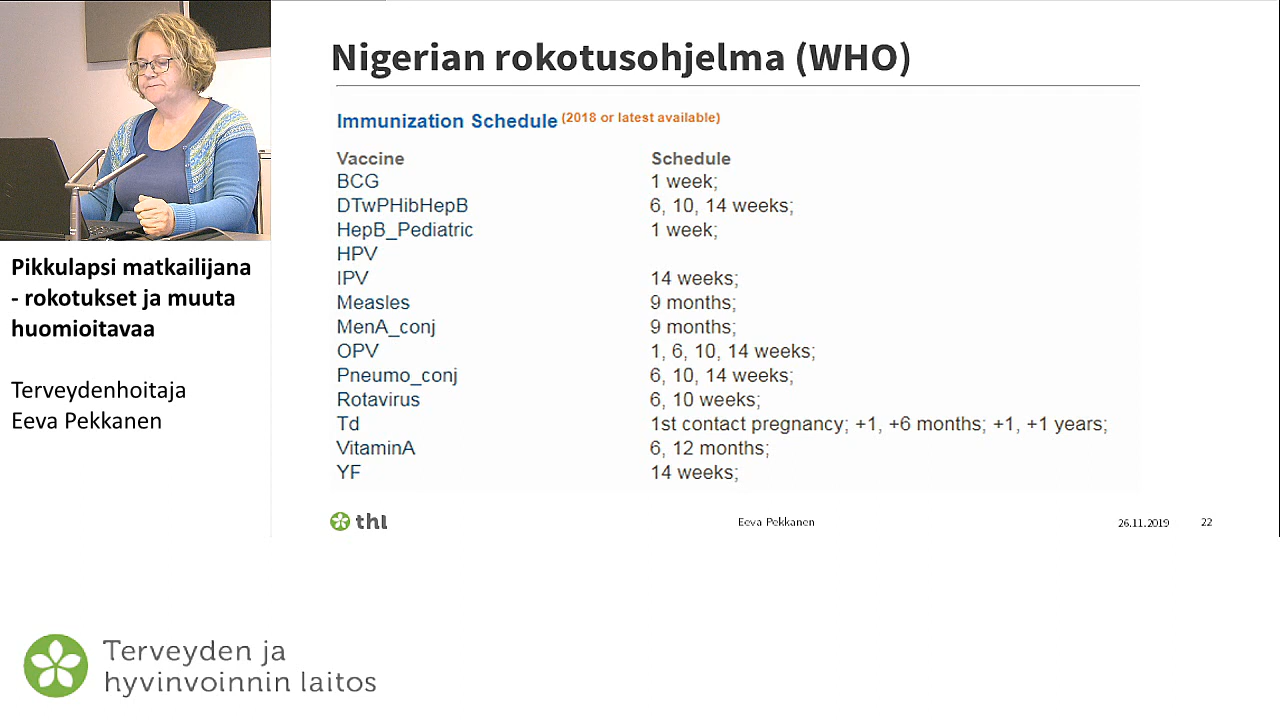 Nigerian rokotusohjelma (WHO)
Immunization Schedule (2018 or latest available)
Vaccine Schedule
BCG 1 week;
DTwPHibHepB 6, 10, 14 weeks;
HepB_Pediatric 1 week;
HPV
IPV 14 weeks;
Measles 9 months;
MenA_conj 9 months;
OPV 1, 6, 10, 14 weeks;
Pneumo_conj 6, 10, 14 weeks;
Rotavirus 6, 10 weeks;
Td 1st contact pregnancy; +1, +6 months; +1, +1 years;
VitaminA 6, 12 months;
YF 14 weeks;
thl Eeva Pekkanen 26.11.2019 22
Pikkulapsi matkailijana
- rokotukset ja muuta
huomioitavaa
Terveydenhoitaja
Eeva Pekkanen
Terveyden ja
hyvinvoinnin laitos